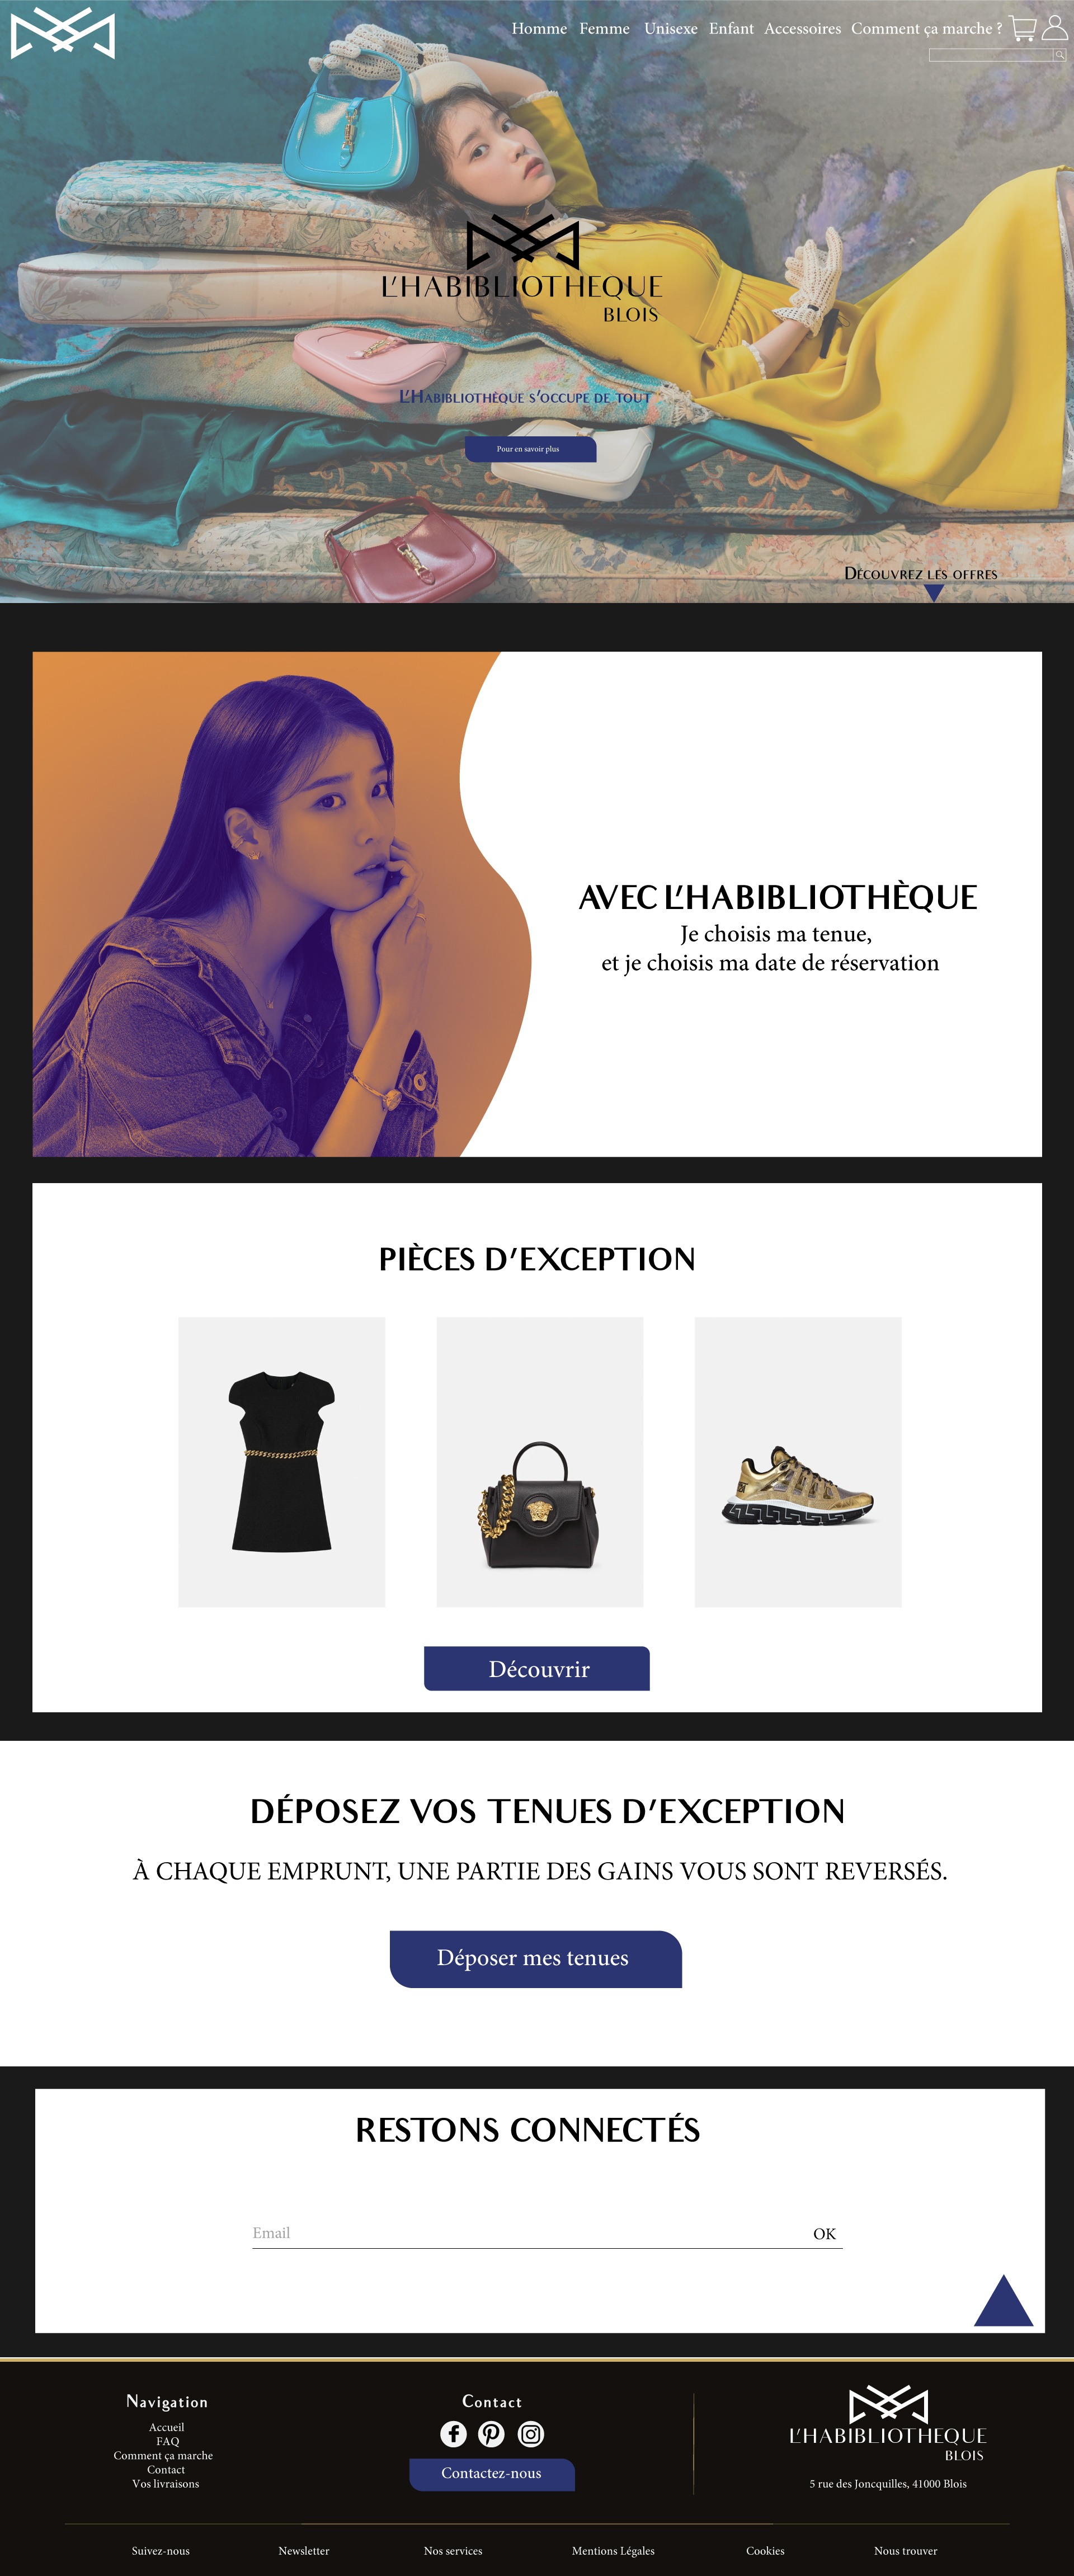 Homme Femme Unisexe Enfant Accessoires Comment ça marche ?
L'HABIBLIOTHEQUE
BLOIS
L'Habibliothèque s'occupe de tout
Pour en savoir plus
Découvrez les offres
AVEC L'HABIBLIOTHÈQUE
Je choisis ma tenue,
et je choisis ma date de réservation
PIÈCES D'EXCEPTION
Découvrir
DÉPOSEZ VOS TENUES D'EXCEPTION
À CHAQUE EMPRUNT, UNE PARTIE DES GAINS VOUS SONT REVERSÉS.
Déposer mes tenues
RESTONS CONNECTÉS
Email OK
Navigation
Accueil
FAQ
Comment ça marche
Contact
Vos livraisons
Contact
Contactez-nous
L'HABIBLIOTHEQUE
BLOIS
5 rue des Joncquilles, 41000 Blois
Suivez-nous Newsletter Nos services Mentions Légales Cookies Nous trouver